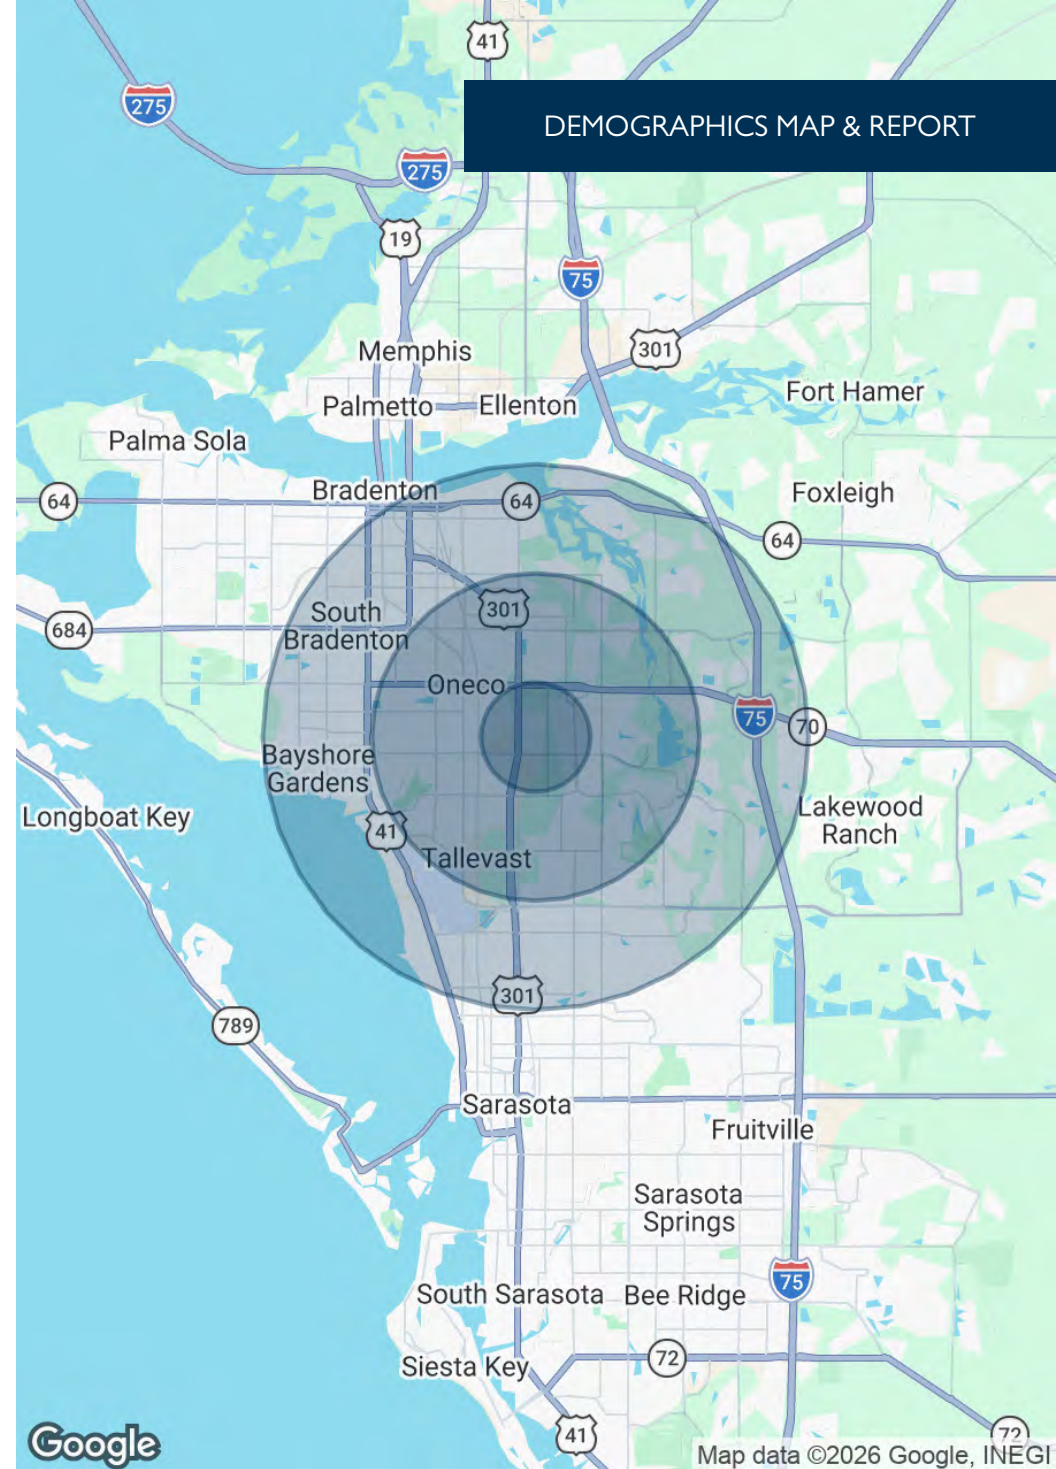 41
275
DEMOGRAPHICS MAP & REPORT
275
19
75
301
Memphis
Fort Hamer
Palmetto
Ellenton
Palma Sola
Bradenton
Foxleigh
64
64
64
South
Bradenton
301
684
Oneco
75
70
Bayshore
Gardens
Longboat Key
Lakewood
Ranch
41
Tallevast
301
789
Sarasota
Fruitville
Sarasota
Springs
75
South Sarasota
Bee Ridge
Siesta Key
72
41
72
Google
Map data ©2026 Google, INEGI